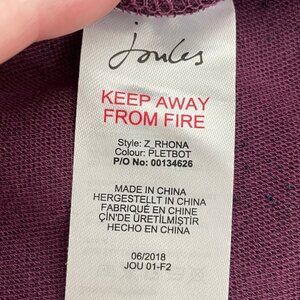 Joules
KEEP AWAY
FROM FIRE
Style: Z_RHONA
Colour: PLETBOT
P/O No: 00134626
MADE IN CHINA
HERGESTELLT IN CHINA
FABRIQUÉ EN CHINE
ÇİN'DE ÜRETİLMİŞTİR
HECHO EN CHINA
06/2018
JOU 01-F2